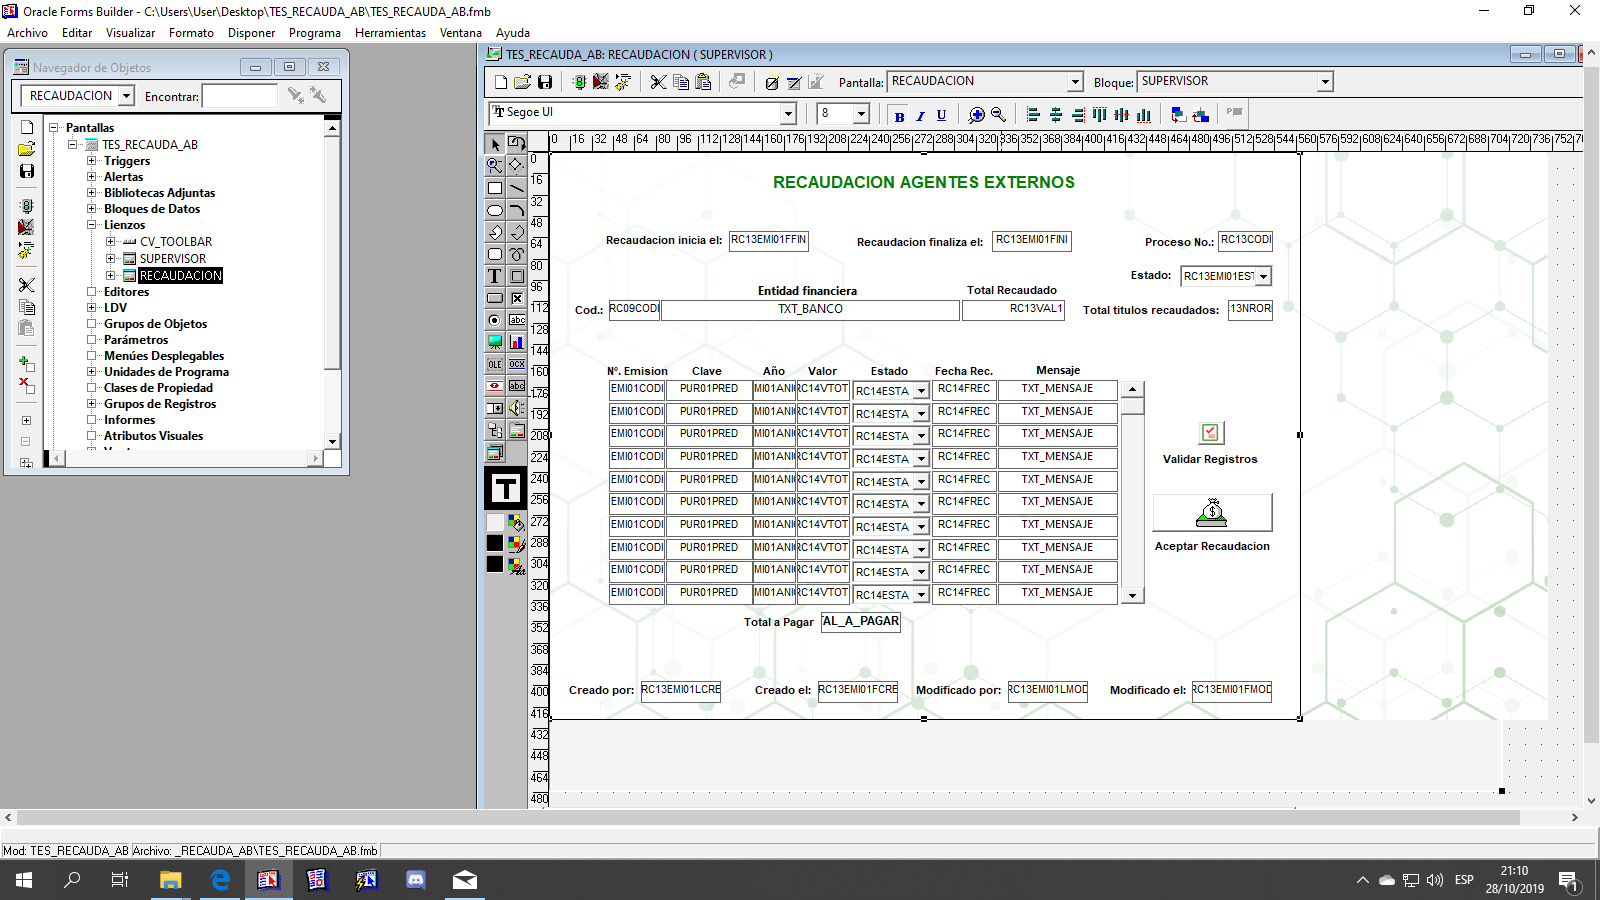 Oracle Forms Builder - C:\Users\User\Desktop\TES_RECAUDA_AB\TES_RECAUDA_AB.fmb
Archivo Editar Visualizar Formato Disponer Programa Herramientas Ventana Ayuda
Navegador de Objetos
RECAUDACION Encontrar:
Pantallas
TES_RECAUDA_AB
Triggers
Alertas
Bibliotecas Adjuntas
Bloques de Datos
Lienzos
CV_TOOLBAR
SUPERVISOR
RECAUDACION
Editores
LDV
Grupos de Objetos
Parámetros
Menúes Desplegables
Unidades de Programa
Clases de Propiedad
Grupos de Registros
Informes
Atributos Visuales
TES_RECAUDA_AB: RECAUDACION ( SUPERVISOR )
Pantalla: RECAUDACION Bloque: SUPERVISOR
Segoe UI 8 B I U
0 16 32 48 64 80 96 112 128 144 160 176 192 208 224 240 256 272 288 304 320 336 352 368 384 400 416 432 448 464 480 496 512 528 544 560 576 592 608 624 640 656 672 688 704 720 736 752
0
16
32
48
64
80
96
112
128
144
160
176
192
208
224
240
256
272
288
304
320
336
352
368
384
400
416
432
448
464
480
RECAUDACION AGENTES EXTERNOS
Recaudacion inicia el: RC13EMI01FFIN Recaudacion finaliza el: RC13EMI01FINI Proceso No.: RC13CODI
Estado: RC13EMI01EST
Entidad financiera Total Recaudado
Cod.: RC09CODI TXT_BANCO RC13VAL1 Total titulos recaudados: 13NROR
Nº. Emision Clave Año Valor Estado Fecha Rec. Mensaje
EMI01CODI PUR01PRED MI01ANI RC14VTOT RC14ESTA RC14FREC TXT_MENSAJE
EMI01CODI PUR01PRED MI01ANI RC14VTOT RC14ESTA RC14FREC TXT_MENSAJE
EMI01CODI PUR01PRED MI01ANI RC14VTOT RC14ESTA RC14FREC TXT_MENSAJE
EMI01CODI PUR01PRED MI01ANI RC14VTOT RC14ESTA RC14FREC TXT_MENSAJE
EMI01CODI PUR01PRED MI01ANI RC14VTOT RC14ESTA RC14FREC TXT_MENSAJE
EMI01CODI PUR01PRED MI01ANI RC14VTOT RC14ESTA RC14FREC TXT_MENSAJE
EMI01CODI PUR01PRED MI01ANI RC14VTOT RC14ESTA RC14FREC TXT_MENSAJE
EMI01CODI PUR01PRED MI01ANI RC14VTOT RC14ESTA RC14FREC TXT_MENSAJE
EMI01CODI PUR01PRED MI01ANI RC14VTOT RC14ESTA RC14FREC TXT_MENSAJE
EMI01CODI PUR01PRED MI01ANI RC14VTOT RC14ESTA RC14FREC TXT_MENSAJE
Validar Registros
Aceptar Recaudacion
Total a Pagar TAL_A_PAGAR
Creado por: RC13EMI01LCRE Creado el: RC13EMI01FCRE Modificado por: RC13EMI01LMOD Modificado el: RC13EMI01FMOD
Mod: TES_RECAUDA_AB Archivo: _RECAUDA_AB\TES_RECAUDA_AB.fmb
ESP
21:10
28/10/2019
1